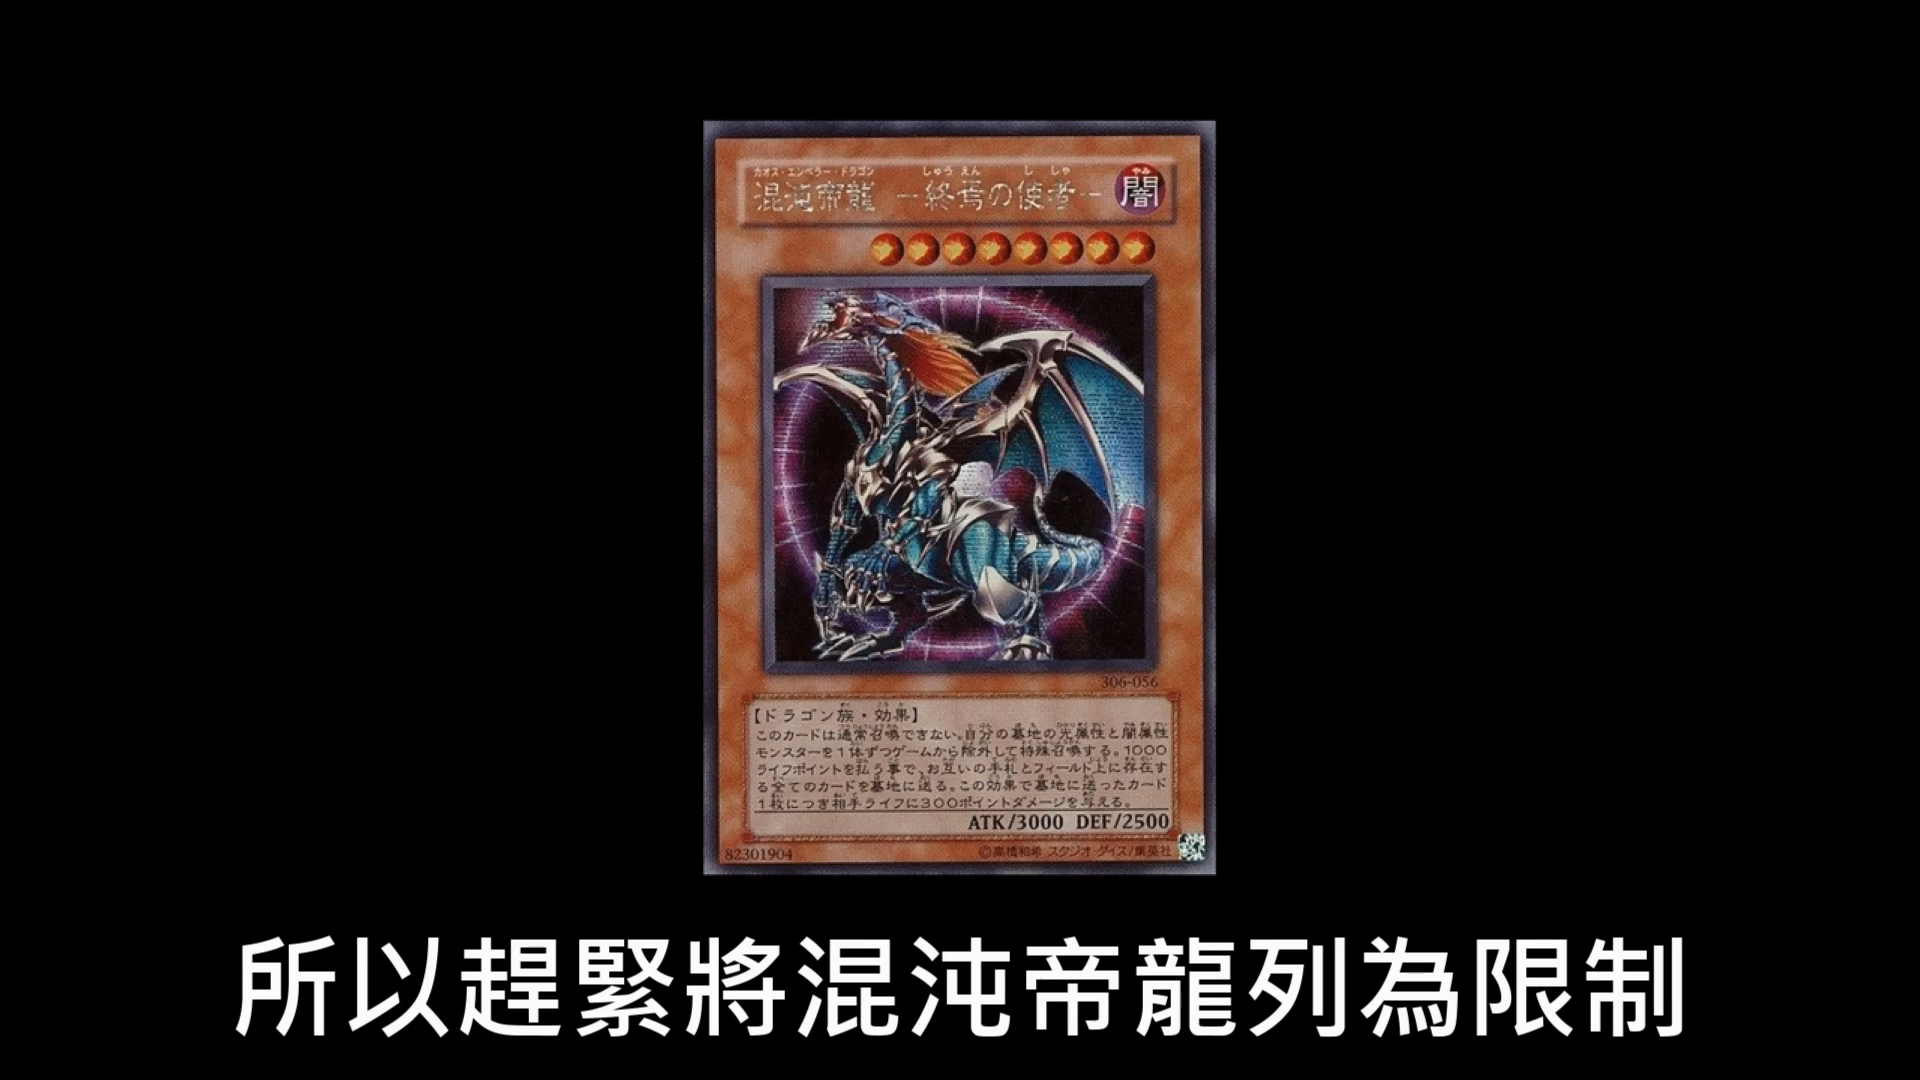 カオス・エンペラー・ドラゴン しゅうえん ししゃ やみ
混沌帝龍 －終焉の使者－ 闇
306-056
【ドラゴン族・効果】
このカードは通常召喚できない。自分の墓地の光属性と闇属性
モンスターを１体ずつゲームから除外して特殊召喚する。1000
ライフポイントを払う事で、お互いの手札とフィールド上に存在す
る全てのカードを墓地に送る。この効果で墓地に送ったカード
１枚につき相手ライフに300ポイントダメージを与える。
ATK/3000 DEF/2500
82301904 ©高橋和希 スタジオ・ダイス/集英社
所以趕緊將混沌帝龍列為限制